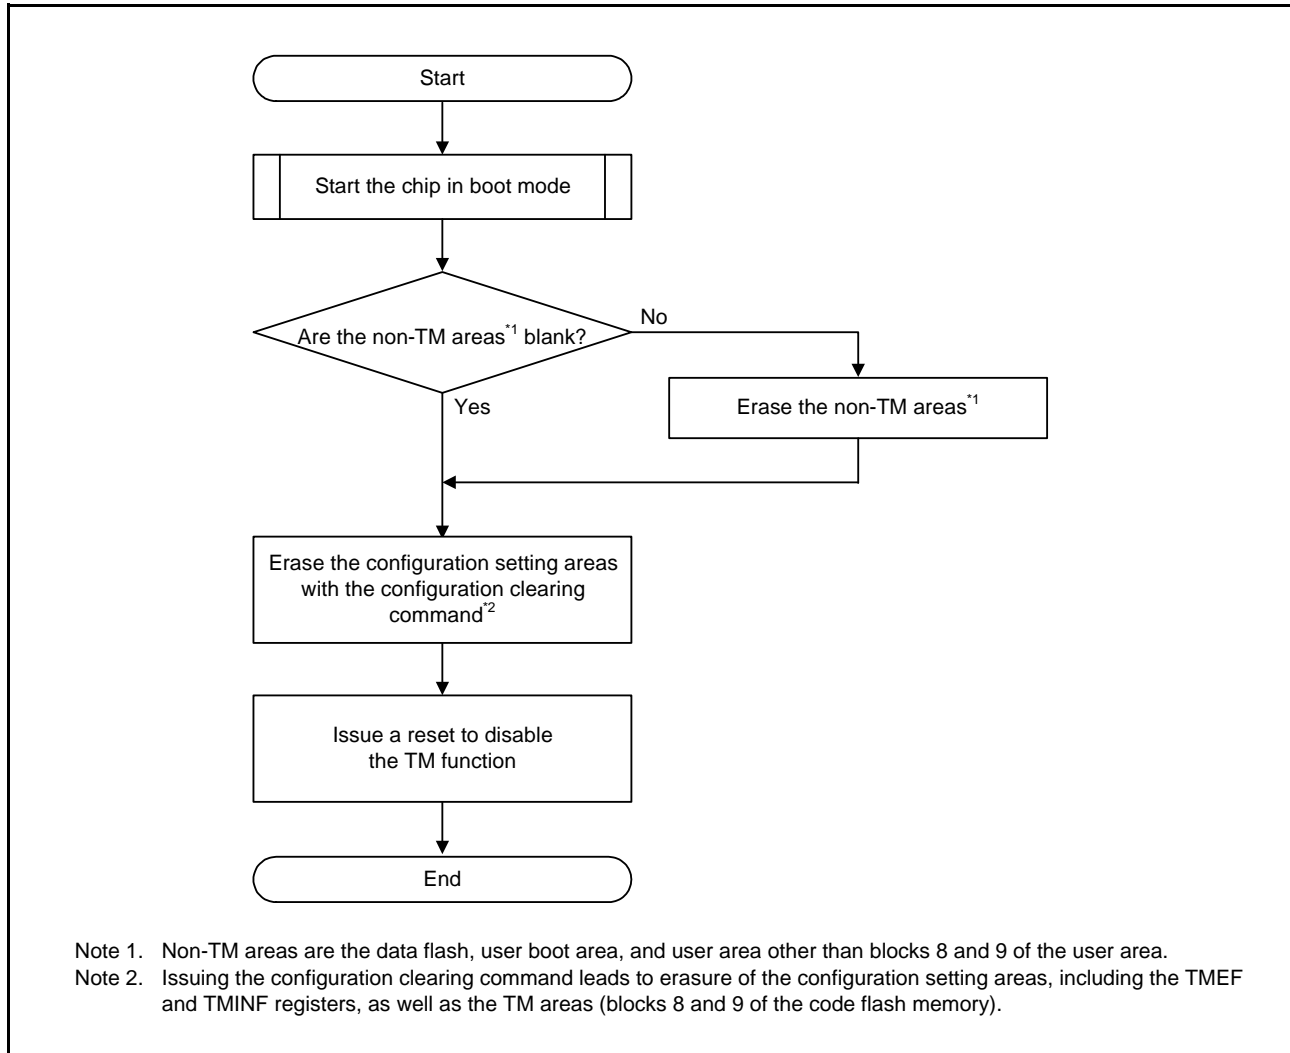 Start
Start the chip in boot mode
Are the non-TM areas*1 blank?
No
Yes
Erase the non-TM areas*1
Erase the configuration setting areas
with the configuration clearing
command*2
Issue a reset to disable
the TM function
End
Note 1. Non-TM areas are the data flash, user boot area, and user area other than blocks 8 and 9 of the user area.
Note 2. Issuing the configuration clearing command leads to erasure of the configuration setting areas, including the TMEF
and TMINF registers, as well as the TM areas (blocks 8 and 9 of the code flash memory).